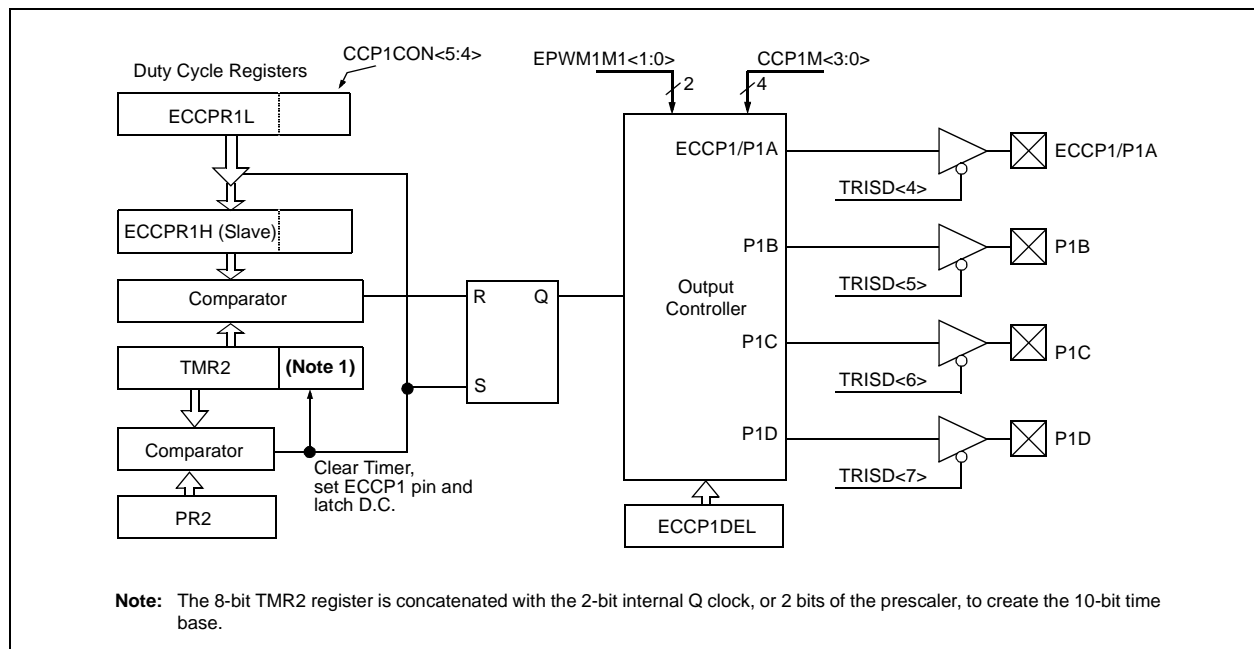 CCP1CON<5:4>
Duty Cycle Registers
ECCPR1L
ECCPR1H (Slave)
Comparator
TMR2
(Note 1)
Comparator
PR2
Clear Timer,
set ECCP1 pin and
latch D.C.
R
Q
S
EPWM1M1<1:0>
2
CCP1M<3:0>
4
Output
Controller
ECCP1/P1A
P1B
P1C
P1D
ECCP1DEL
TRISD<4>
ECCP1/P1A
TRISD<5>
P1B
TRISD<6>
P1C
TRISD<7>
P1D
Note: The 8-bit TMR2 register is concatenated with the 2-bit internal Q clock, or 2 bits of the prescaler, to create the 10-bit time
base.